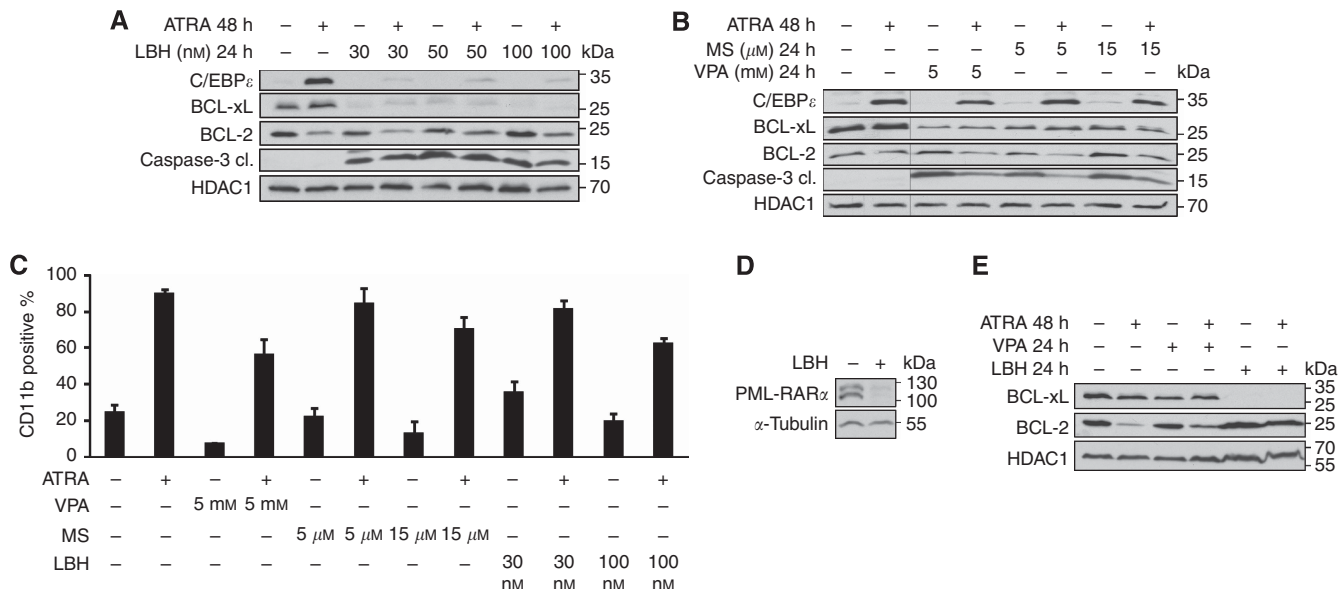 A
ATRA 48 h – + – + – + – +
LBH (nM) 24 h – – 30 30 50 50 100 100 kDa
C/EBPε 35
BCL-xL 25
BCL-2 25
Caspase-3 cl. 15
HDAC1 70
B
ATRA 48 h – + – + – + – +
MS (μM) 24 h – – – – 5 5 15 15
VPA (mM) 24 h – – 5 5 – – – – kDa
C/EBPε 35
BCL-xL 25
BCL-2 25
Caspase-3 cl. 15
HDAC1 70
C
CD11b positive %
100
80
60
40
20
0
ATRA – + – + – + – + – + – +
VPA – – 5 mM 5 mM – – – – – – – –
MS – – – – 5 μM 5 μM 15 μM 15 μM – – – –
LBH – – – – – – – – 30 30 100 100
nM nM nM nM
D
LBH – + kDa
PML-RARα 130
100
α-Tubulin 55
E
ATRA 48 h – + – + – +
VPA 24 h – – + + – –
LBH 24 h – – – – + + kDa
BCL-xL 35
25
BCL-2 25
HDAC1 70
55